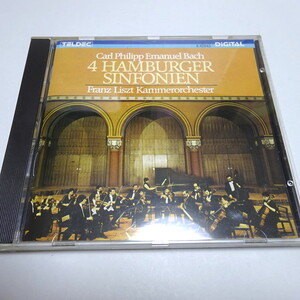 TELDEC
DIGITAL
Carl Philipp Emanuel Bach
4 HAMBURGER
SINFONIEN
Franz Liszt Kammerorchester